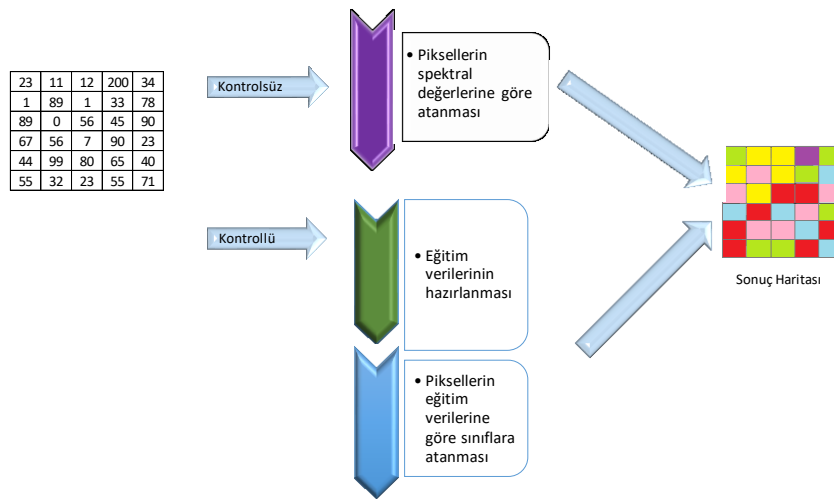 23 11 12 200 34
1 89 1 33 78
89 0 56 45 90
67 56 7 90 23
44 99 80 65 40
55 32 23 55 71
Kontrolsüz
• Piksellerin
spektral
değerlerine göre
atanması
Kontrollü
• Eğitim
verilerinin
hazırlanması
• Piksellerin
eğitim
verilerine
göre sınıflara
atanması
Sonuç Haritası